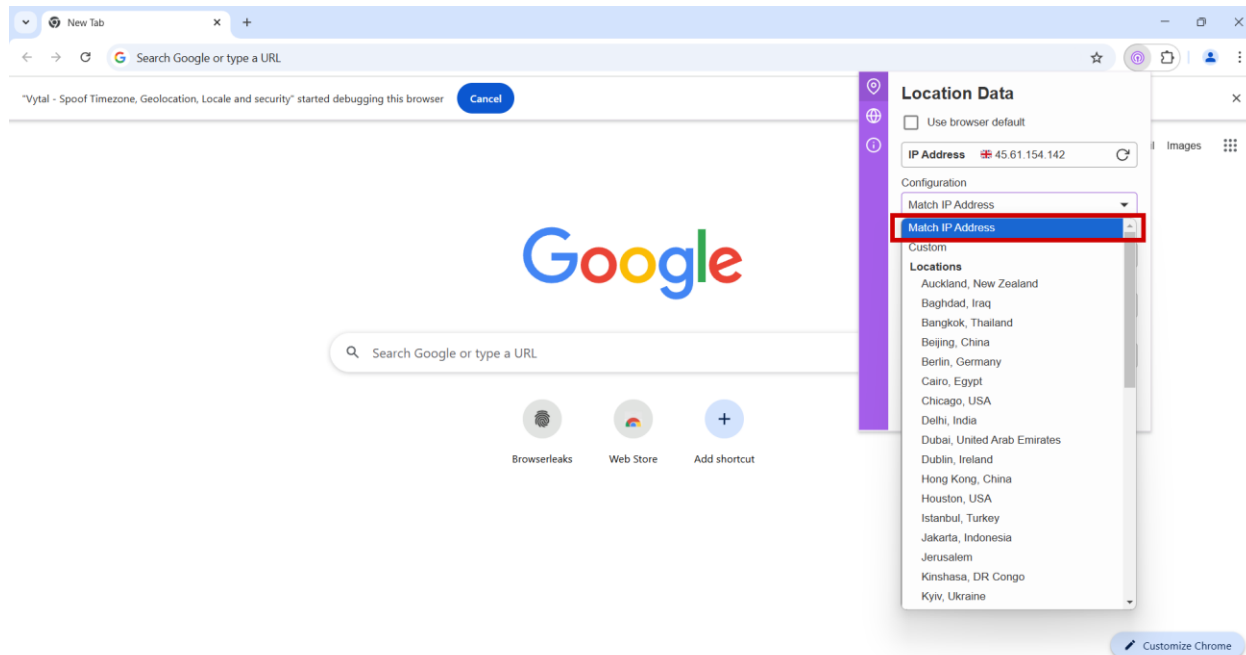 New Tab
Search Google or type a URL
"Vytal - Spoof Timezone, Geolocation, Locale and security" started debugging this browser
Cancel
Images
Google
Search Google or type a URL
Browserleaks
Web Store
Add shortcut
Location Data
Use browser default
IP Address 45.61.154.142
Configuration
Match IP Address
Match IP Address
Custom
Locations
Auckland, New Zealand
Baghdad, Iraq
Bangkok, Thailand
Beijing, China
Berlin, Germany
Cairo, Egypt
Chicago, USA
Delhi, India
Dubai, United Arab Emirates
Dublin, Ireland
Hong Kong, China
Houston, USA
Istanbul, Turkey
Jakarta, Indonesia
Jerusalem
Kinshasa, DR Congo
Kyiv, Ukraine
Customize Chrome